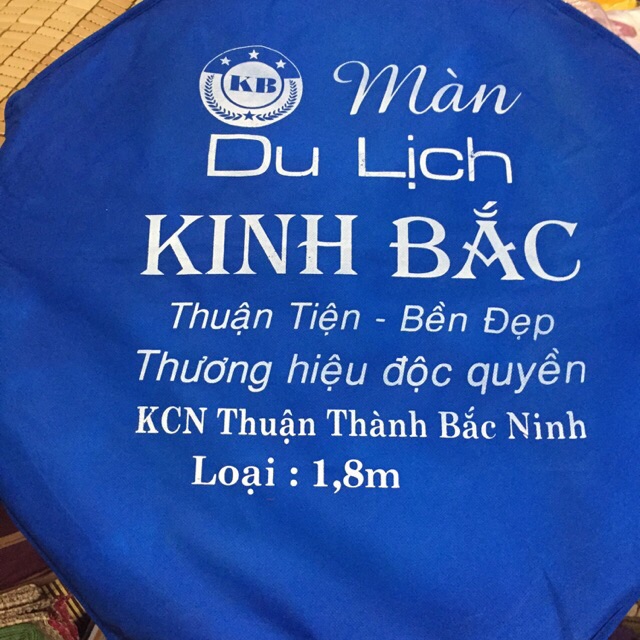 KB Màn
Du Lịch
KINH BẮC
Thuận Tiện - Bền Đẹp
Thương hiệu độc quyền
KCN Thuận Thành Bắc Ninh
Loại : 1,8m